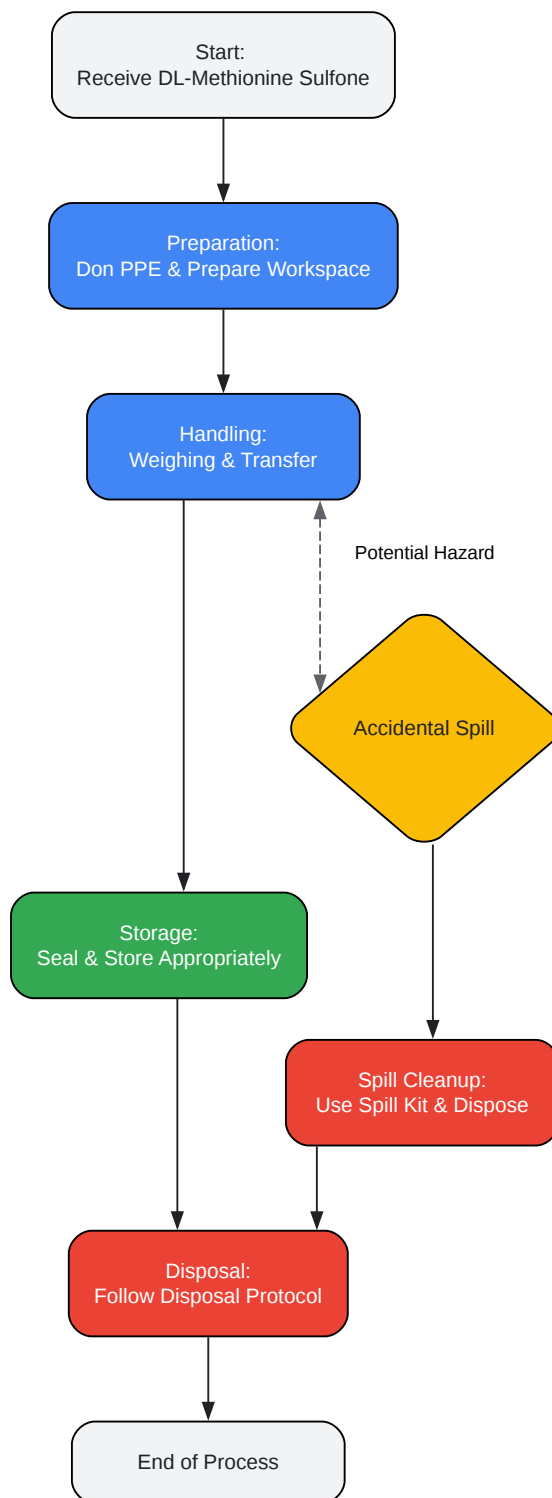 Start:
Receive DL-Methionine Sulfone
Preparation:
Don PPE & Prepare Workspace
Handling:
Weighing & Transfer
Potential Hazard
Accidental Spill
Storage:
Seal & Store Appropriately
Spill Cleanup:
Use Spill Kit & Dispose
Disposal:
Follow Disposal Protocol
End of Process